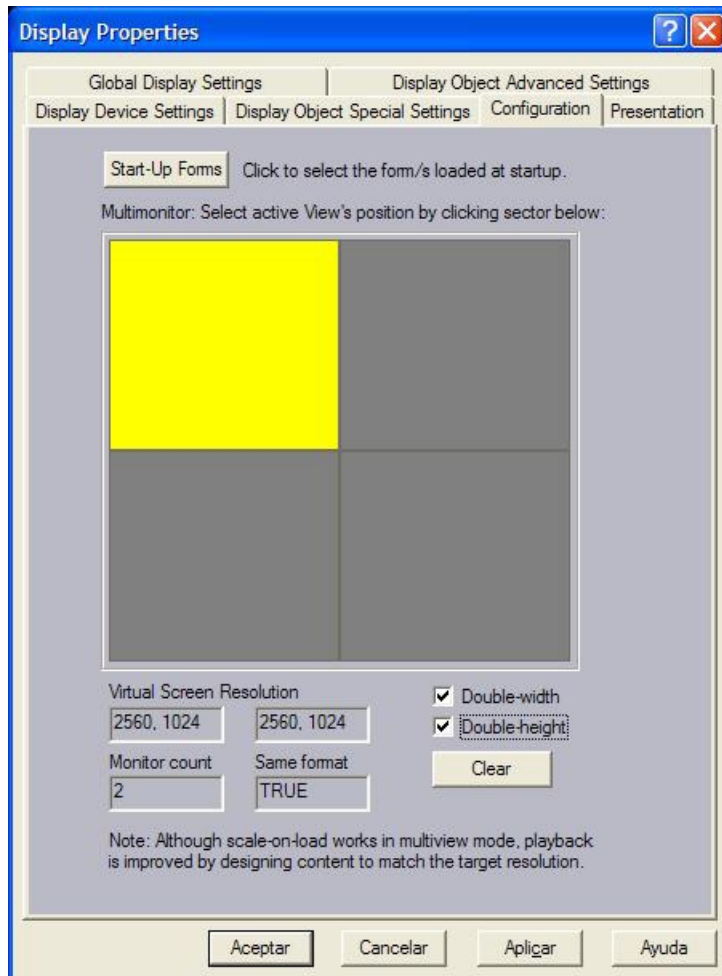 Display Properties
Global Display Settings
Display Object Advanced Settings
Display Device Settings
Display Object Special Settings
Configuration
Presentation
Start-Up Forms
Click to select the form/s loaded at startup.
Multimonitor: Select active View's position by clicking sector below:
Virtual Screen Resolution
2560, 1024
2560, 1024
Double-width
Double-height
Monitor count
Same format
2
TRUE
Clear
Note: Although scale-on-load works in multiview mode, playback
is improved by designing content to match the target resolution.
Aceptar
Cancelar
Aplicar
Ayuda